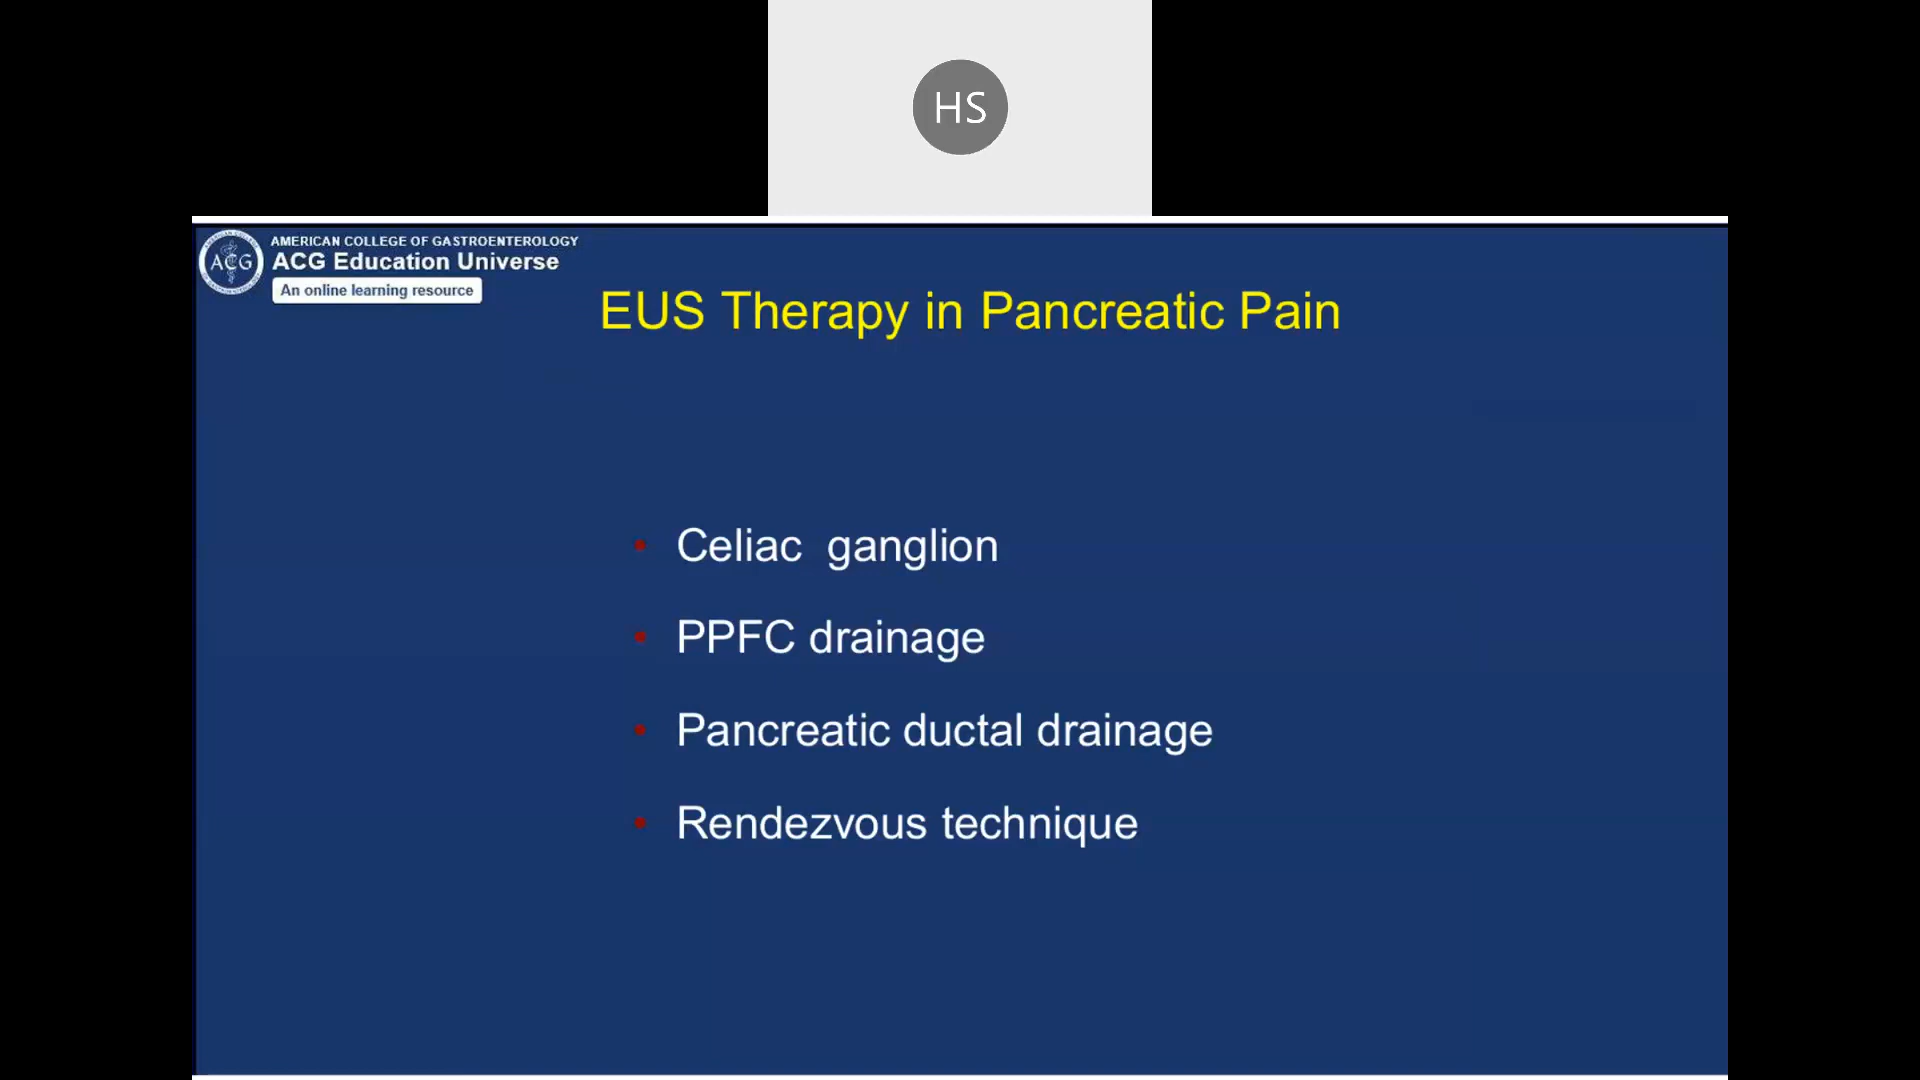 HS
AMERICAN COLLEGE OF GASTROENTEROLOGY
ACG
ACG Education Universe
An online learning resource
EUS Therapy in Pancreatic Pain
• Celiac ganglion
• PPFC drainage
• Pancreatic ductal drainage
• Rendezvous technique